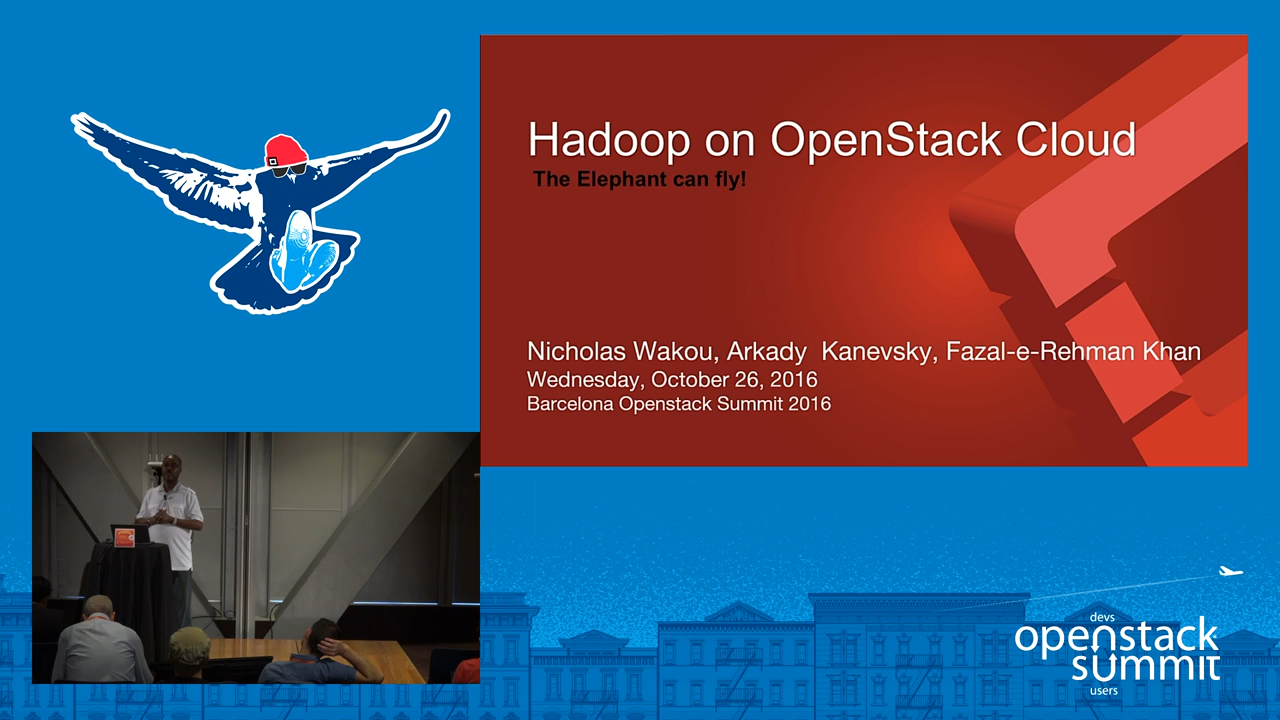 Hadoop on OpenStack Cloud
The Elephant can fly!
Nicholas Wakou, Arkady Kanevsky, Fazal-e-Rehman Khan
Wednesday, October 26, 2016
Barcelona Openstack Summit 2016
devs
openstack
summit
users